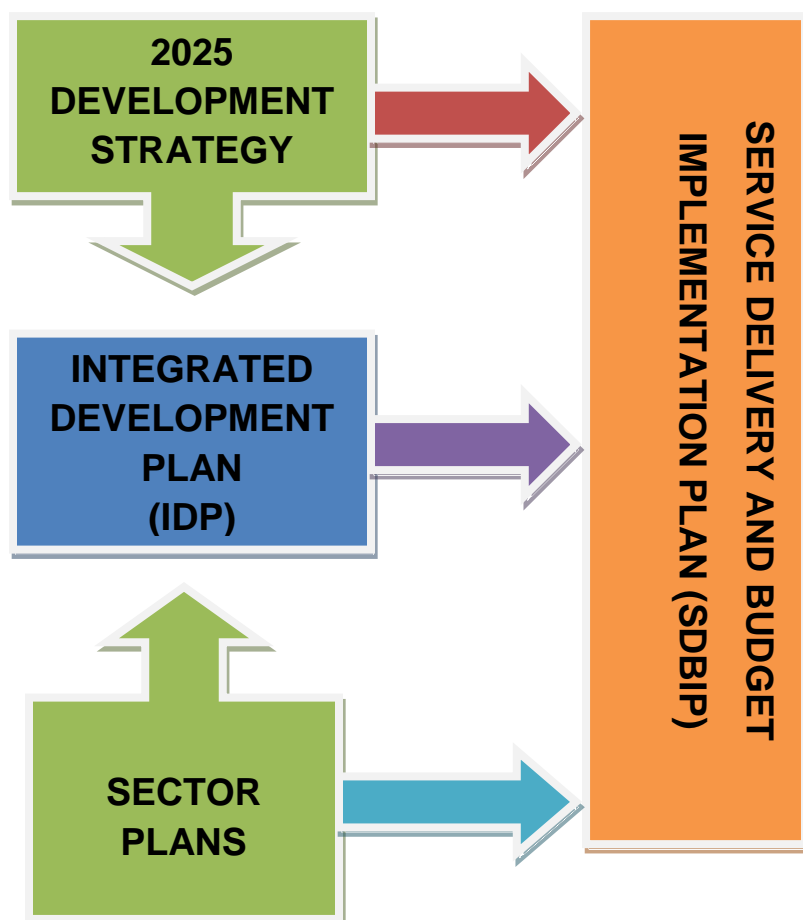 2025
DEVELOPMENT
STRATEGY
INTEGRATED
DEVELOPMENT
PLAN
(IDP)
SECTOR
PLANS
SERVICE DELIVERY AND BUDGET
IMPLEMENTATION PLAN (SDBIP)